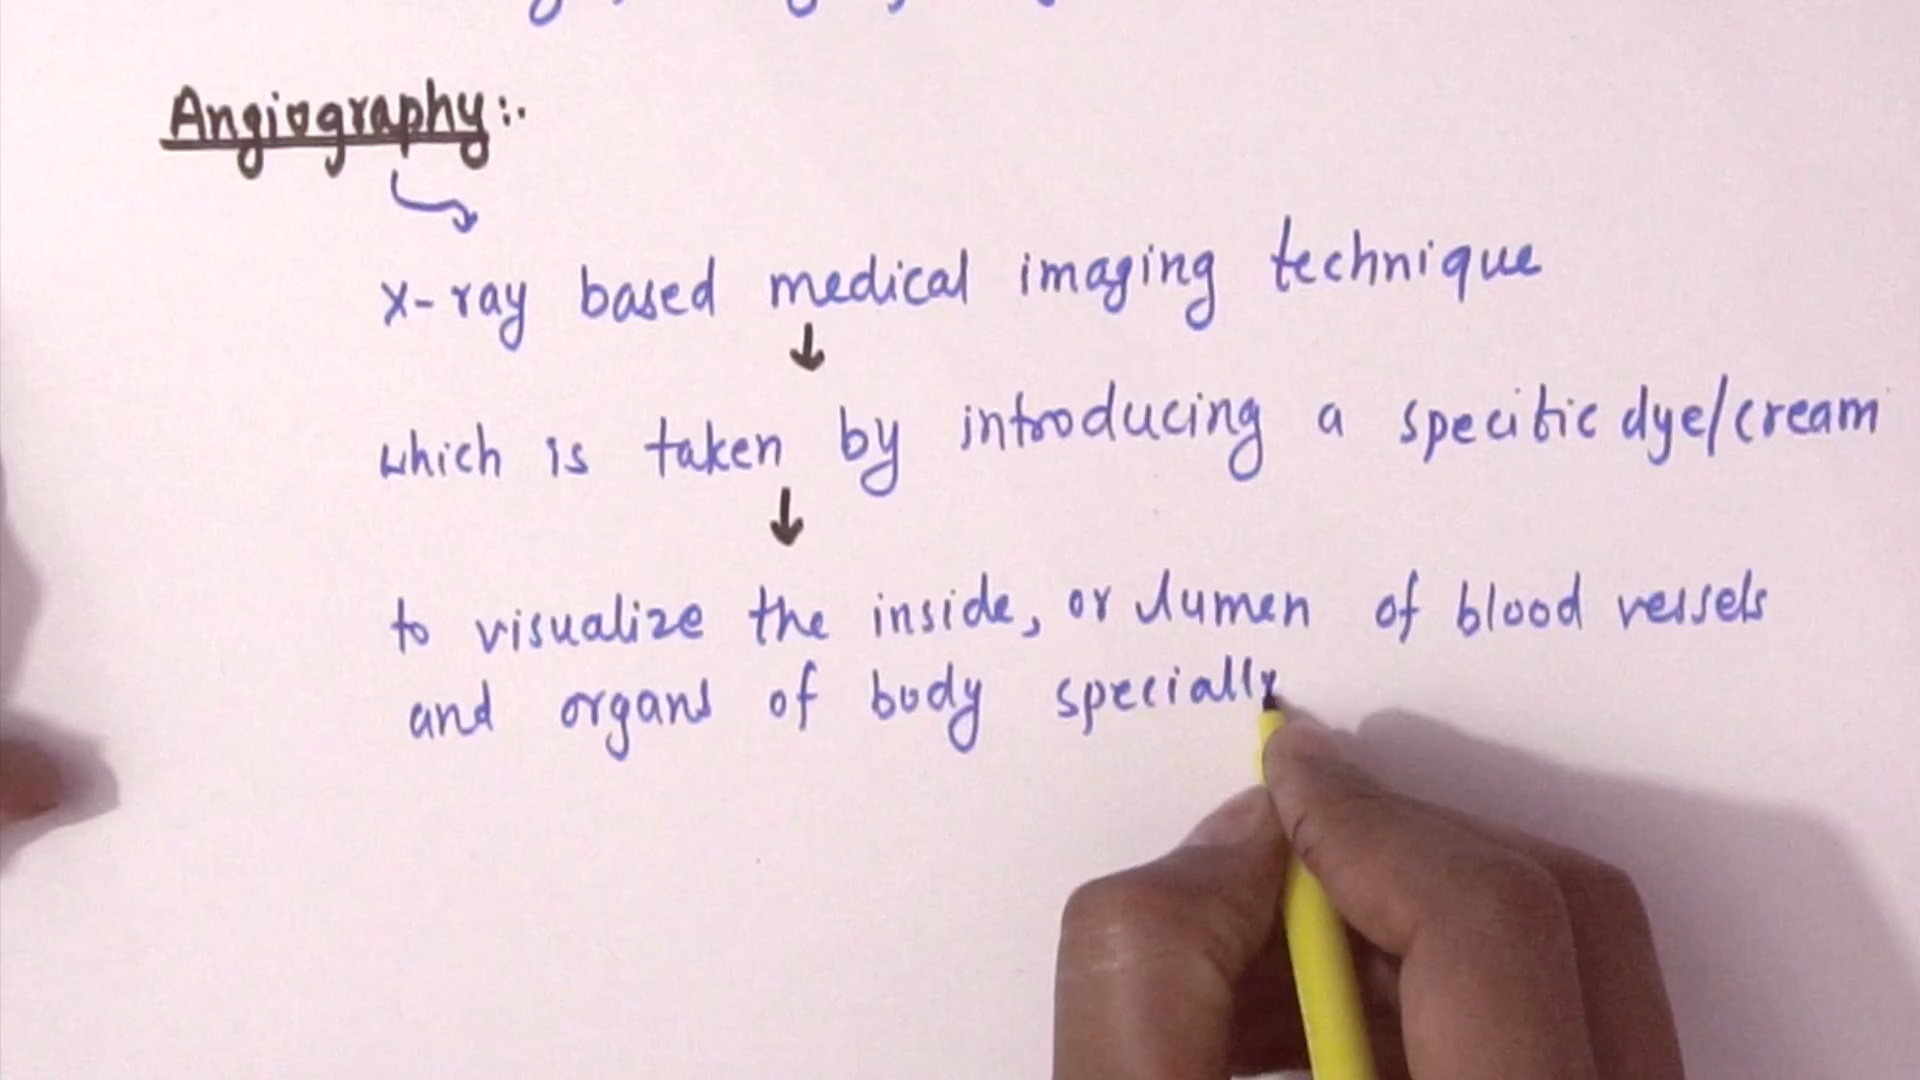 Angiography:-
x-ray based medical imaging technique
which is taken by introducing a specific dye/cream
to visualize the inside, or lumen of blood vessels
and organs of body specially